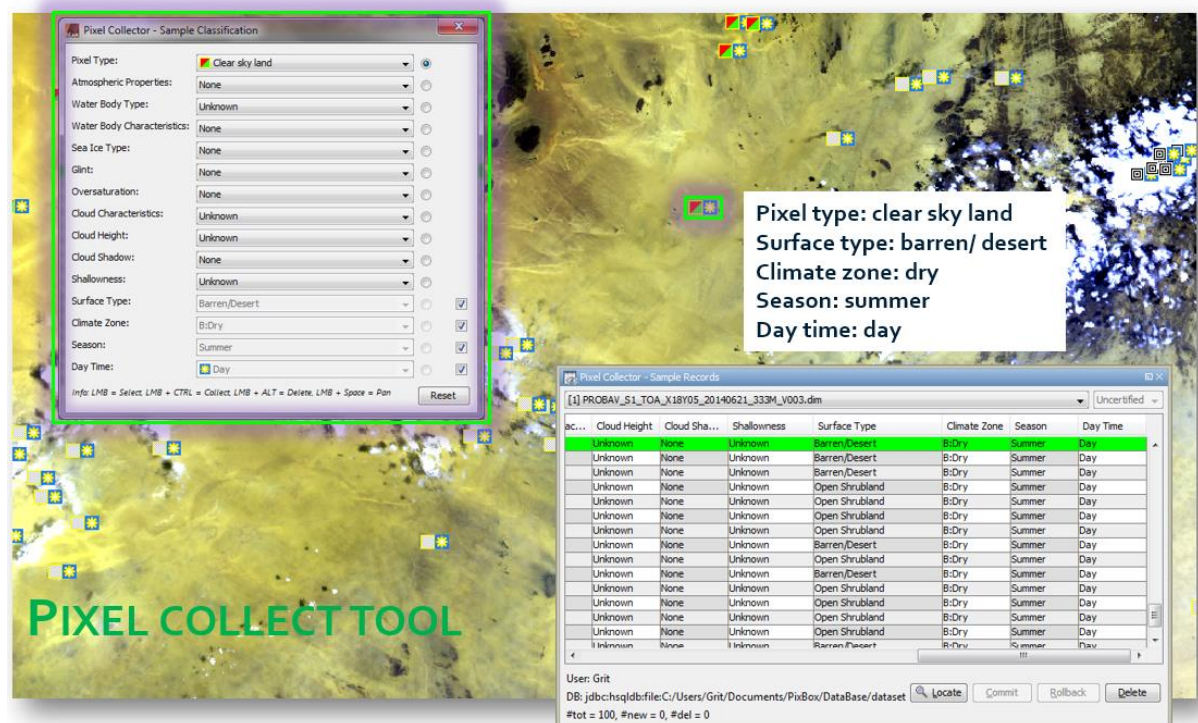 Pixel Collector - Sample Classification
Pixel Type: Clear sky land
Atmospheric Properties: None
Water Body Type: Unknown
Water Body Characteristics: None
Sea Ice Type: None
Glint: None
Oversaturation: None
Cloud Characteristics: Unknown
Cloud Height: Unknown
Cloud Shadow: None
Shallowness: Unknown
Surface Type: Barren/Desert
Climate Zone: B:Dry
Season: Summer
Day Time: Day
Info: LMB = Select, LMB + CTRL = Collect, LMB + ALT = Delete, LMB + Space = Pan Reset
Pixel type: clear sky land
Surface type: barren/ desert
Climate zone: dry
Season: summer
Day time: day
PIXEL COLLECT TOOL
Pixel Collector - Sample Records
[1] PROBAV_S1_TOA_X18Y05_20140621_333M_V003.dim Uncertified
ac... Cloud Height Cloud Sha... Shallowness Surface Type Climate Zone Season Day Time
Unknown None Unknown Barren/Desert B:Dry Summer Day
Unknown None Unknown Barren/Desert B:Dry Summer Day
Unknown None Unknown Barren/Desert B:Dry Summer Day
Unknown None Unknown Open Shrubland B:Dry Summer Day
Unknown None Unknown Open Shrubland B:Dry Summer Day
Unknown None Unknown Open Shrubland B:Dry Summer Day
Unknown None Unknown Open Shrubland B:Dry Summer Day
Unknown None Unknown Barren/Desert B:Dry Summer Day
Unknown None Unknown Open Shrubland B:Dry Summer Day
Unknown None Unknown Barren/Desert B:Dry Summer Day
Unknown None Unknown Open Shrubland B:Dry Summer Day
Unknown None Unknown Open Shrubland B:Dry Summer Day
Unknown None Unknown Open Shrubland B:Dry Summer Day
Unknown None Unknown Open Shrubland B:Dry Summer Day
Unknown None Unknown Barren/Desert B:Dry Summer Day
User: Grit
DB: jdbc:hsqldb:file:C:/Users/Grit/Documents/PixBox/DataBase/dataset Locate Commit Rollback Delete
#tot = 100, #new = 0, #del = 0